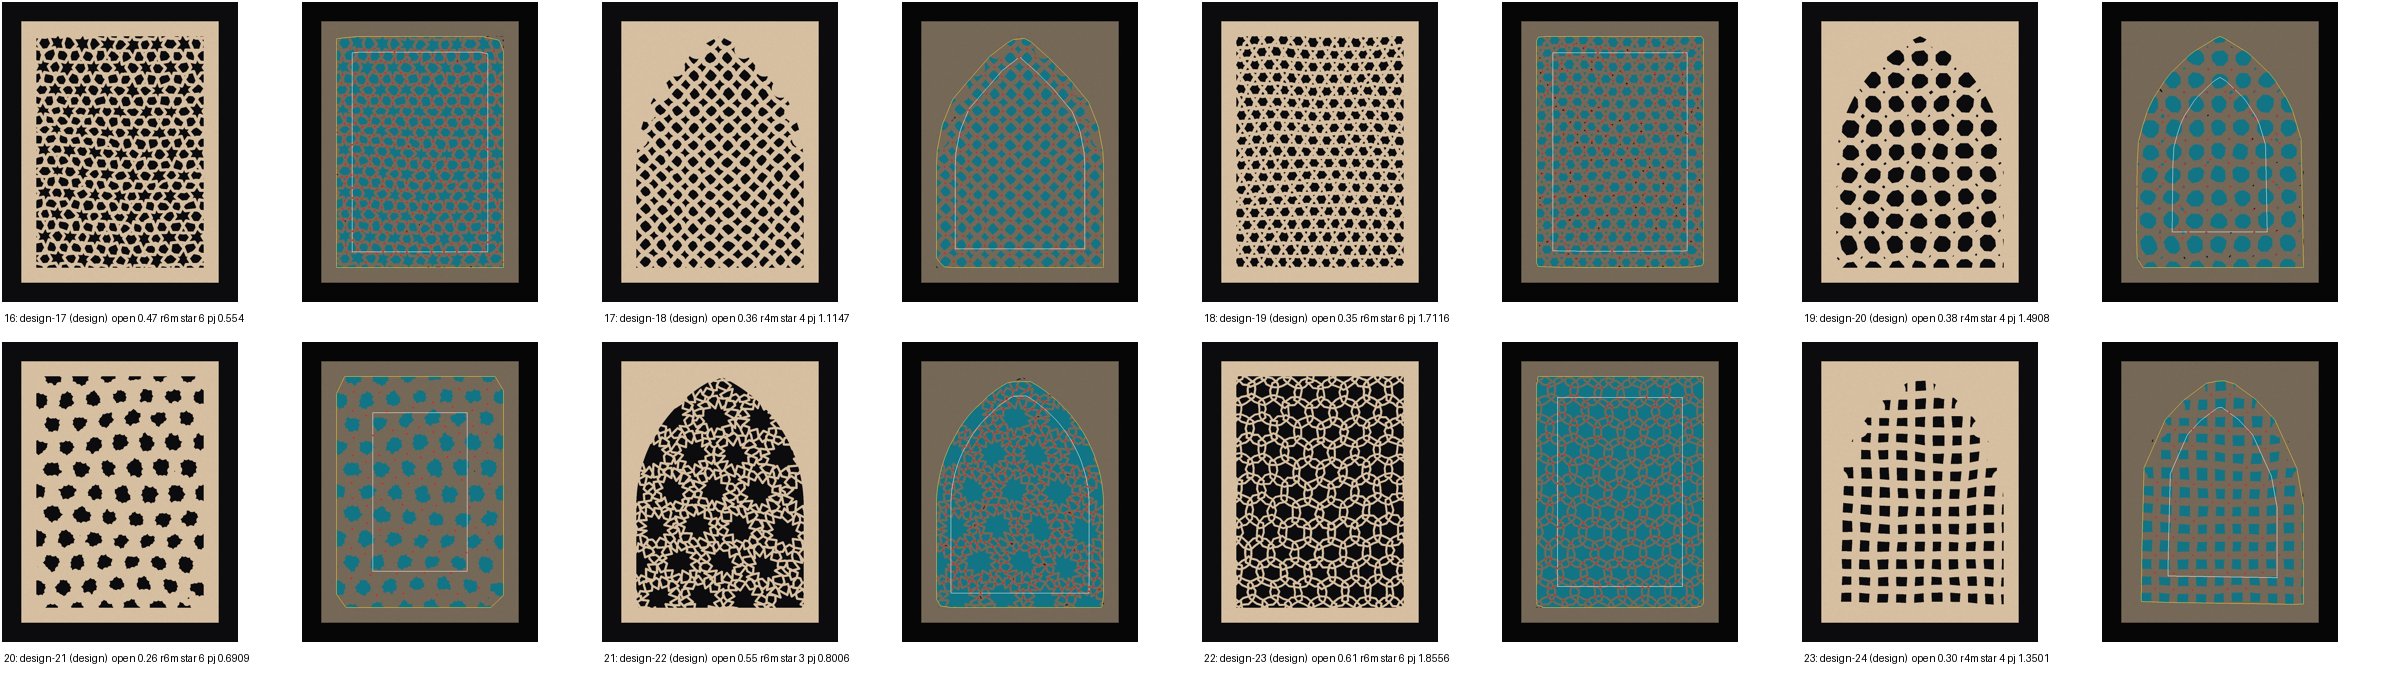 16: design-17 (design) open 0.47 r6m star 6 pj 0.554
17: design-18 (design) open 0.36 r4m star 4 pj 1.1147
18: design-19 (design) open 0.35 r6m star 6 pj 1.7116
19: design-20 (design) open 0.38 r4m star 4 pj 1.4908
20: design-21 (design) open 0.26 r6m star 6 pj 0.6909
21: design-22 (design) open 0.55 r6m star 3 pj 0.8006
22: design-23 (design) open 0.61 r6m star 6 pj 1.8556
23: design-24 (design) open 0.30 r4m star 4 pj 1.3501